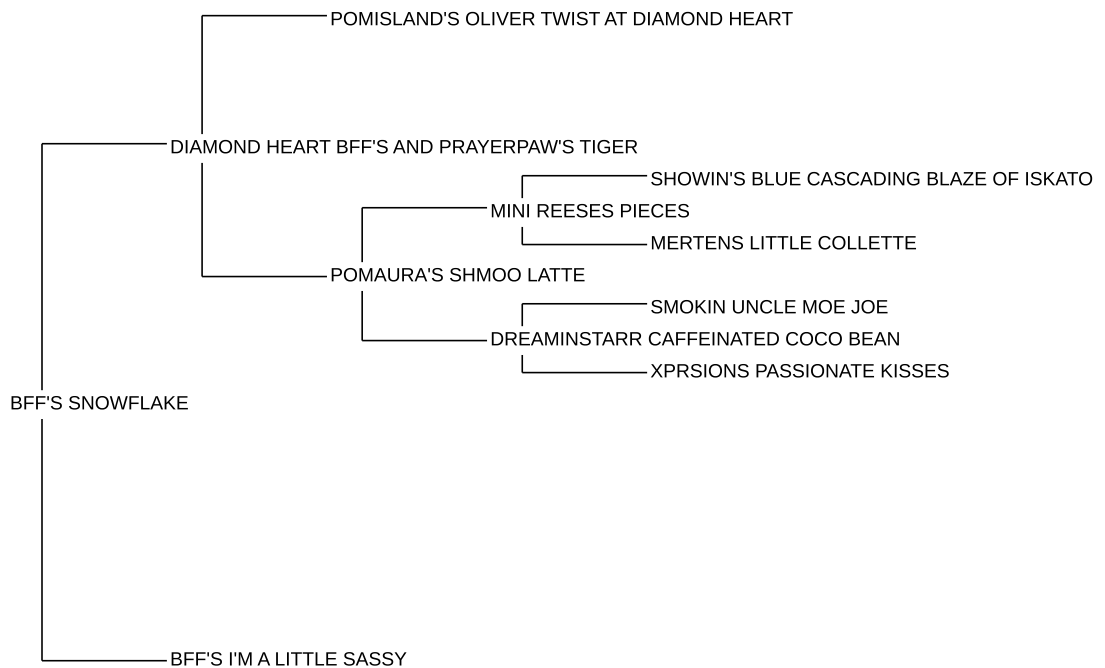 POMISLAND'S OLIVER TWIST AT DIAMOND HEART
DIAMOND HEART BFF'S AND PRAYERPAW'S TIGER
SHOWIN'S BLUE CASCADING BLAZE OF ISKATO
MINI REESES PIECES
MERTENS LITTLE COLLETTE
POMAURA'S SHMOO LATTE
SMOKIN UNCLE MOE JOE
DREAMINSTARR CAFFEINATED COCO BEAN
XPRSIONS PASSIONATE KISSES
BFF'S SNOWFLAKE
BFF'S I'M A LITTLE SASSY